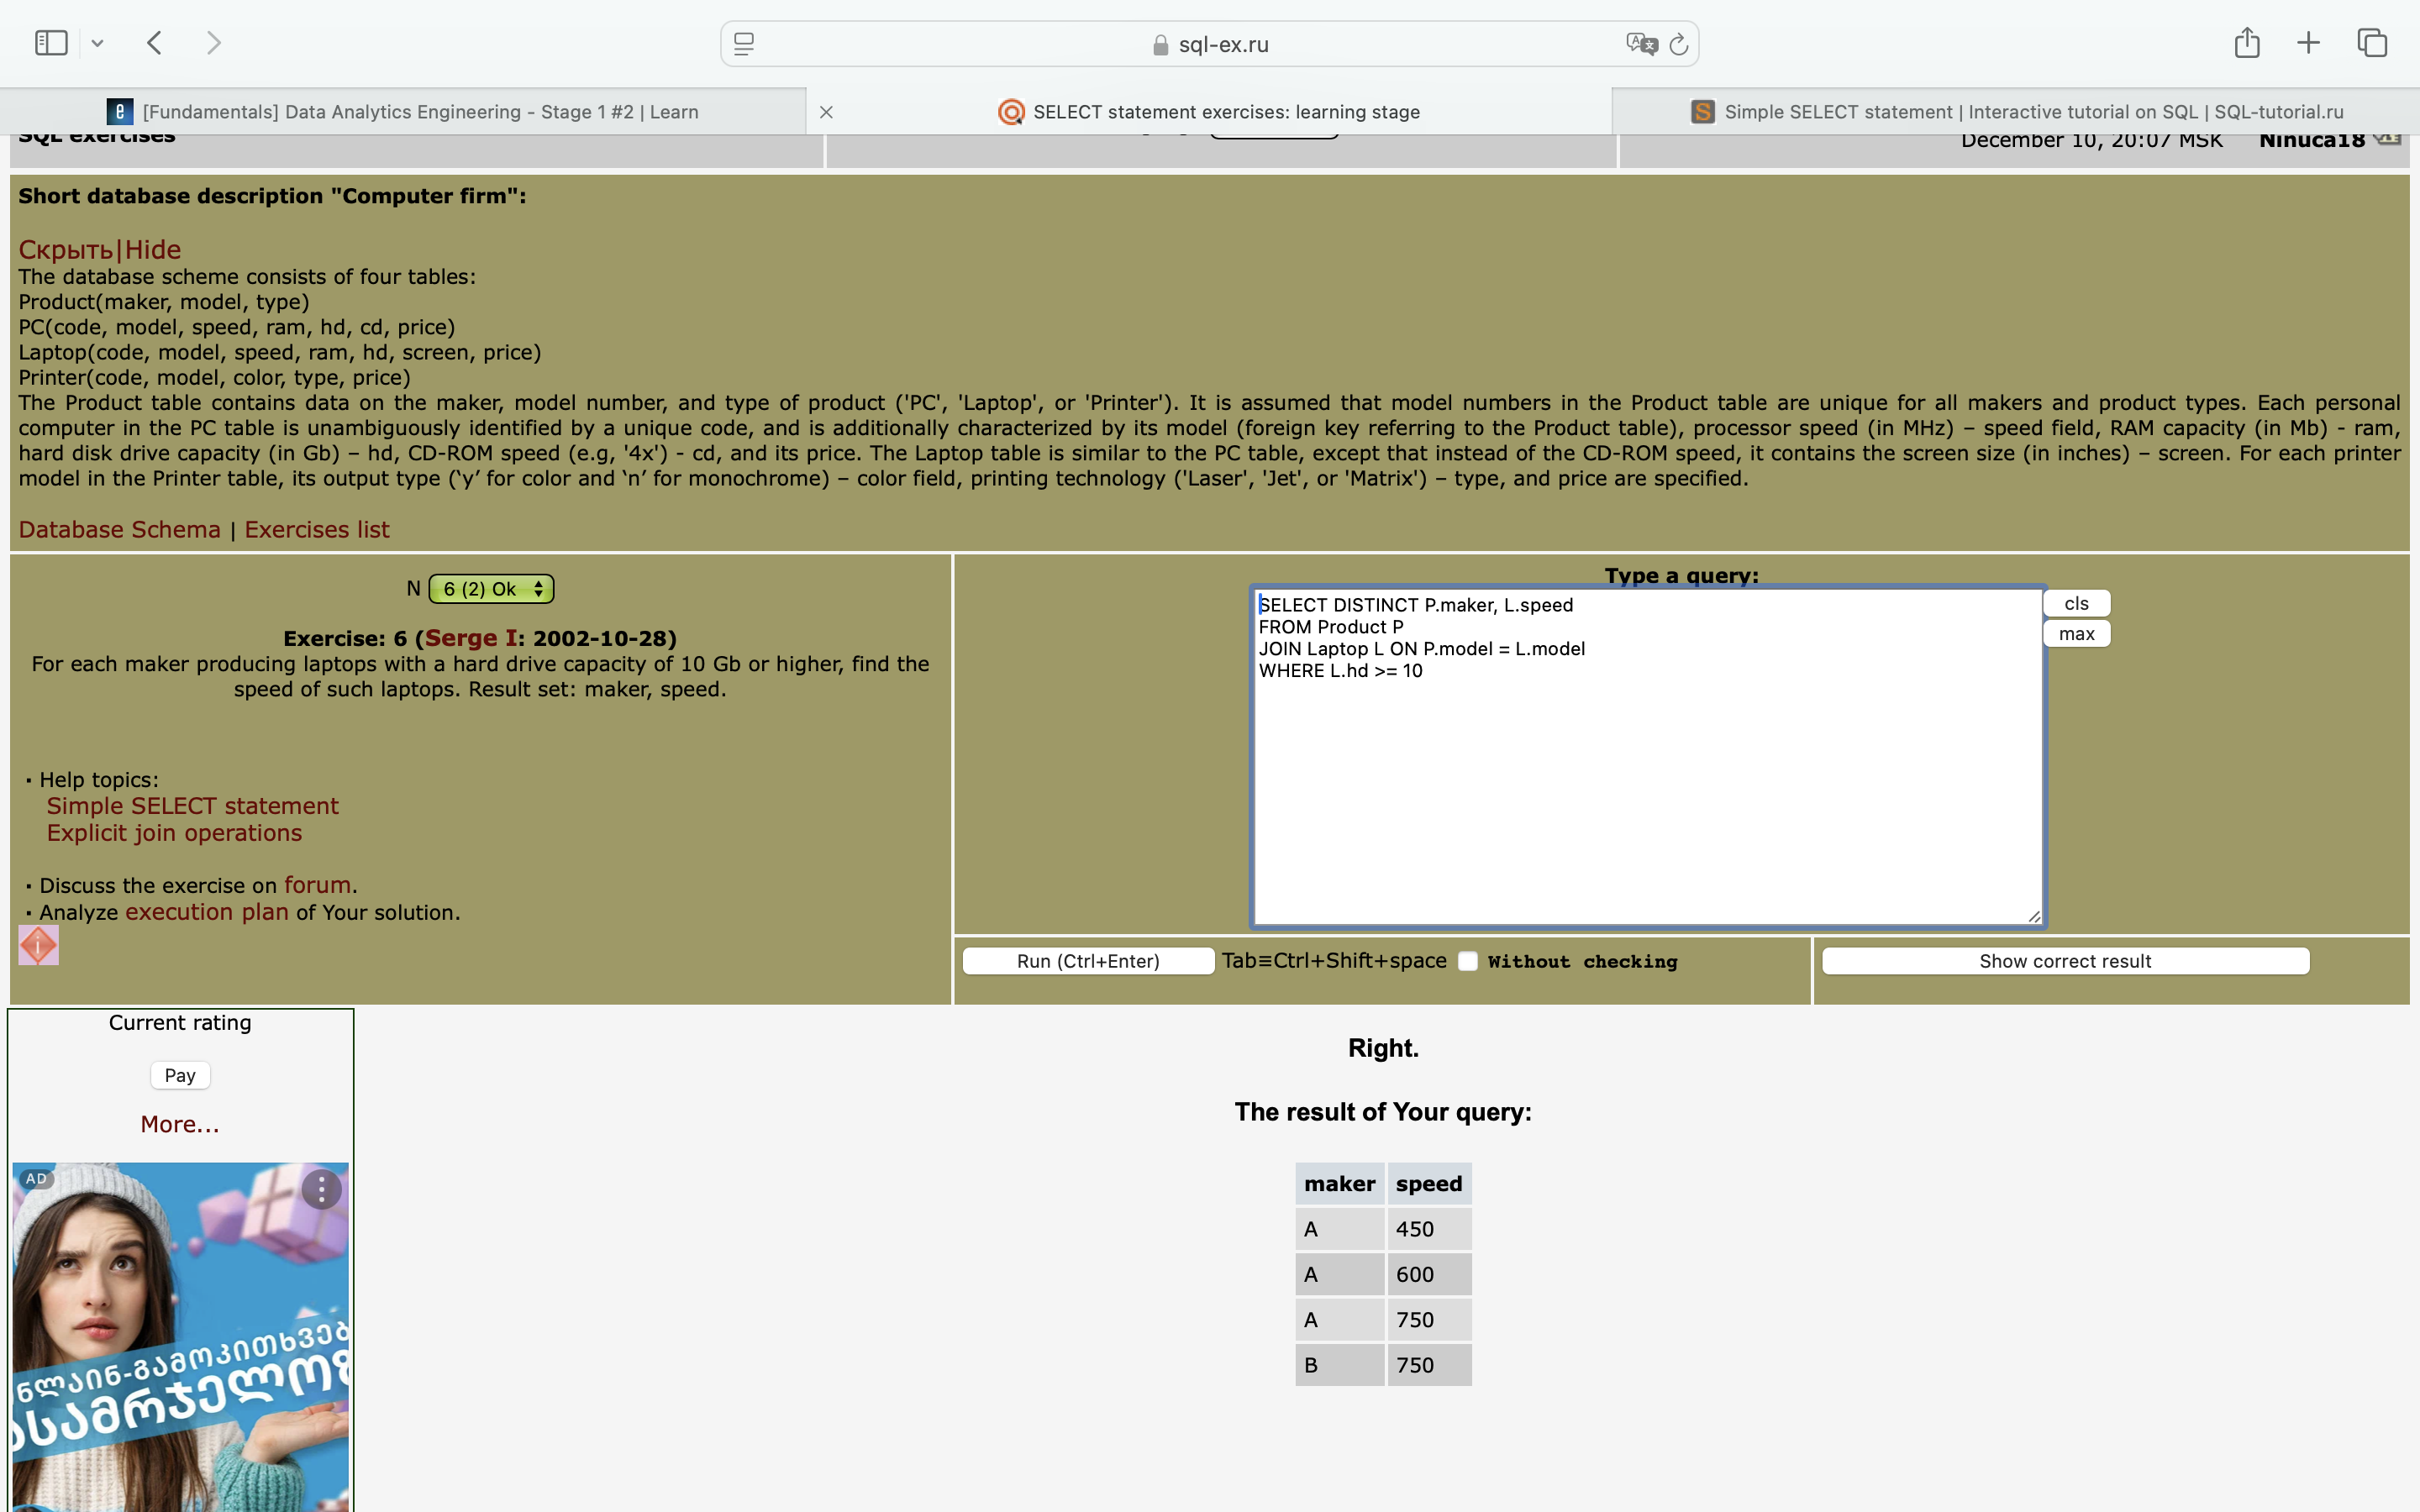 sql-ex.ru
[Fundamentals] Data Analytics Engineering - Stage 1 #2 | Learn
SELECT statement exercises: learning stage
Simple SELECT statement | Interactive tutorial on SQL | SQL-tutorial.ru
SQL exercises
December 10, 20:07 MSK Ninuca18
Short database description "Computer firm":
Скрыть|Hide
The database scheme consists of four tables:
Product(maker, model, type)
PC(code, model, speed, ram, hd, cd, price)
Laptop(code, model, speed, ram, hd, screen, price)
Printer(code, model, color, type, price)
The Product table contains data on the maker, model number, and type of product ('PC', 'Laptop', or 'Printer'). It is assumed that model numbers in the Product table are unique for all makers and product types. Each personal
computer in the PC table is unambiguously identified by a unique code, and is additionally characterized by its model (foreign key referring to the Product table), processor speed (in MHz) – speed field, RAM capacity (in Mb) - ram,
hard disk drive capacity (in Gb) – hd, CD-ROM speed (e.g, '4x') - cd, and its price. The Laptop table is similar to the PC table, except that instead of the CD-ROM speed, it contains the screen size (in inches) – screen. For each printer
model in the Printer table, its output type (‘y’ for color and ‘n’ for monochrome) – color field, printing technology ('Laser', 'Jet', or 'Matrix') – type, and price are specified.
Database Schema | Exercises list
N 6 (2) Ok
Exercise: 6 (Serge I: 2002-10-28)
For each maker producing laptops with a hard drive capacity of 10 Gb or higher, find the
speed of such laptops. Result set: maker, speed.
· Help topics:
Simple SELECT statement
Explicit join operations
· Discuss the exercise on forum.
· Analyze execution plan of Your solution.
Type a query:
SELECT DISTINCT P.maker, L.speed
FROM Product P
JOIN Laptop L ON P.model = L.model
WHERE L.hd >= 10
cls
max
Run (Ctrl+Enter) Tab≡Ctrl+Shift+space Without checking
Show correct result
Current rating
Pay
More...
AD
Right.
The result of Your query:
maker speed
A 450
A 600
A 750
B 750